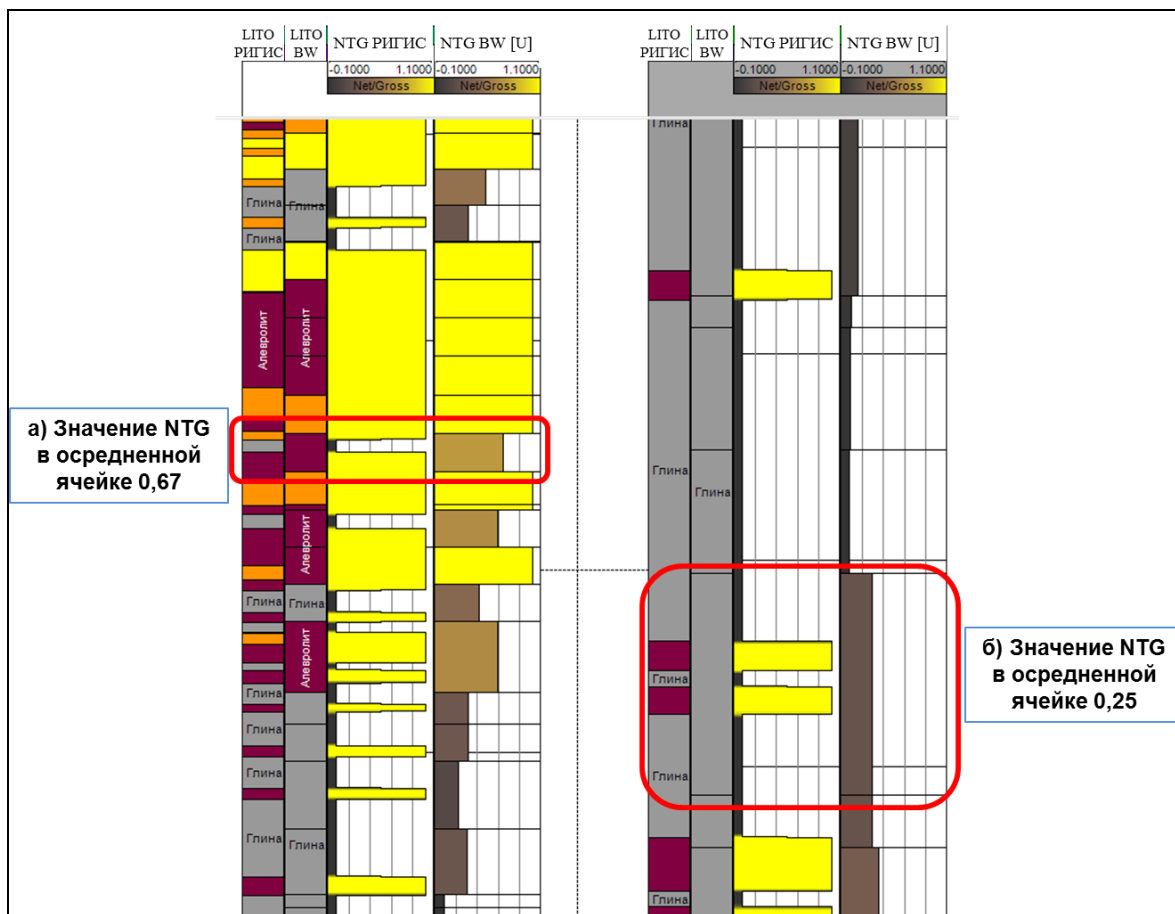 LITO
РИГИС
LITO
BW
NTG РИГИС
NTG BW [U]
-0.1000 1.1000
Net/Gross
-0.1000 1.1000
Net/Gross
Глина
Глина
Глина
Алевролит
Алевролит
Алевролит
Глина
Глина
Алевролит
Глина
Глина
Глина
Глина
Глина
а) Значение NTG
в осредненной
ячейке 0,67
LITO
РИГИС
LITO
BW
NTG РИГИС
NTG BW [U]
-0.1000 1.1000
Net/Gross
-0.1000 1.1000
Net/Gross
Глина
Глина
Глина
Глина
Глина
Глина
б) Значение NTG
в осредненной
ячейке 0,25